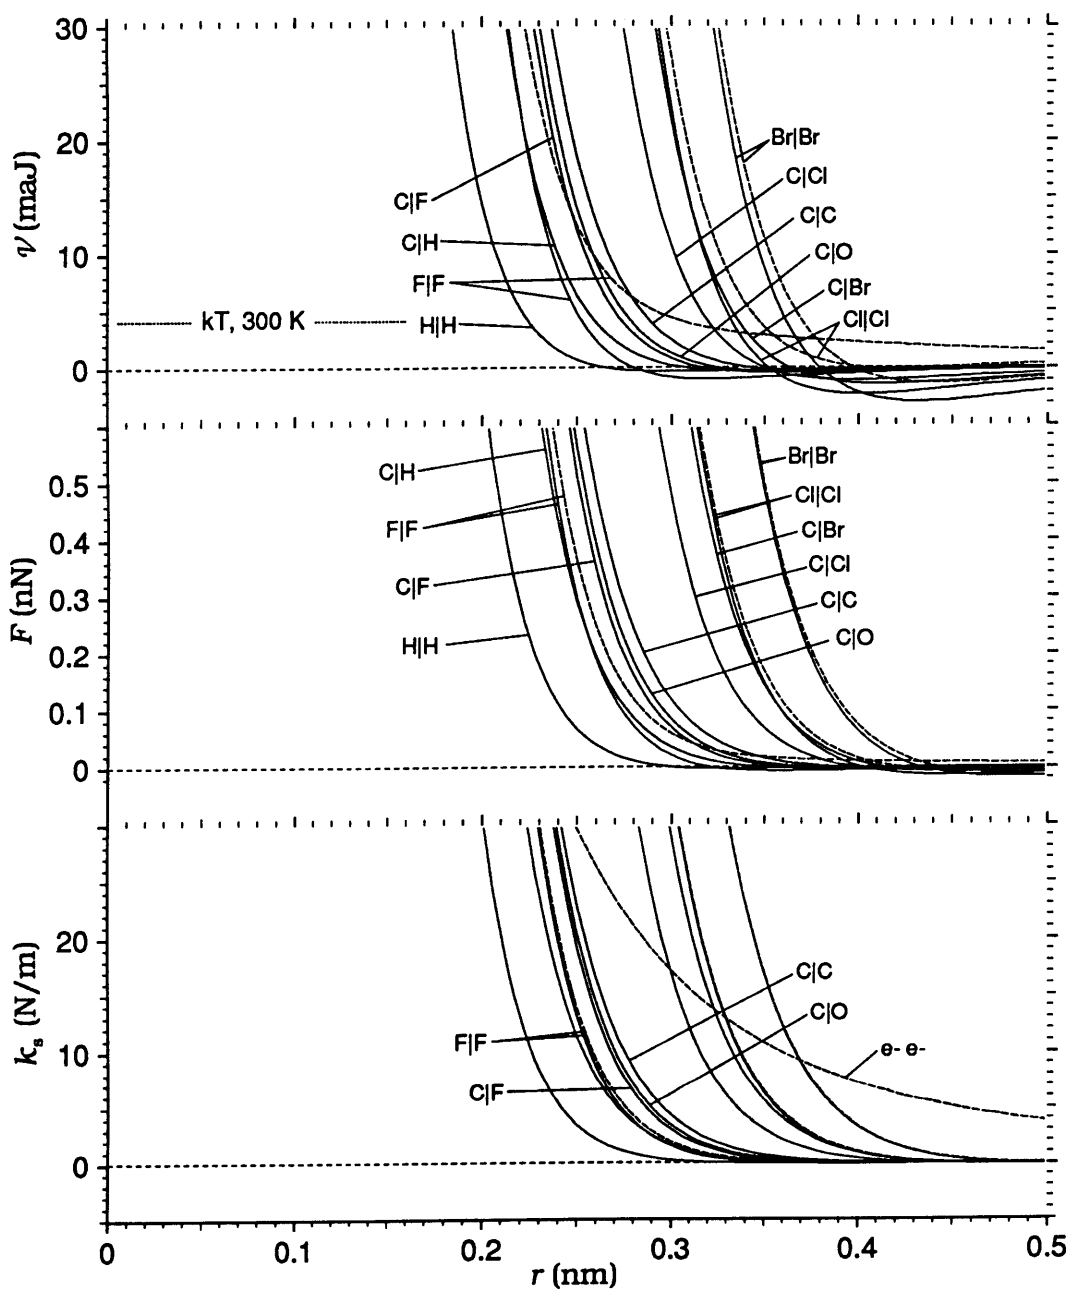 30
20
10
0
𝒱 (maJ)
Br|Br
C|Cl
C|F
C|C
C|H
C|O
F|F
C|Br
Cl|Cl
kT, 300 K
H|H
0.5
0.4
0.3
0.2
0.1
0
F (nN)
Br|Br
C|H
Cl|Cl
F|F
C|Br
C|Cl
C|F
C|C
C|O
H|H
20
10
0
kₛ (N/m)
C|C
C|O
F|F
e- e-
C|F
0 0.1 0.2 0.3 0.4 0.5
r (nm)